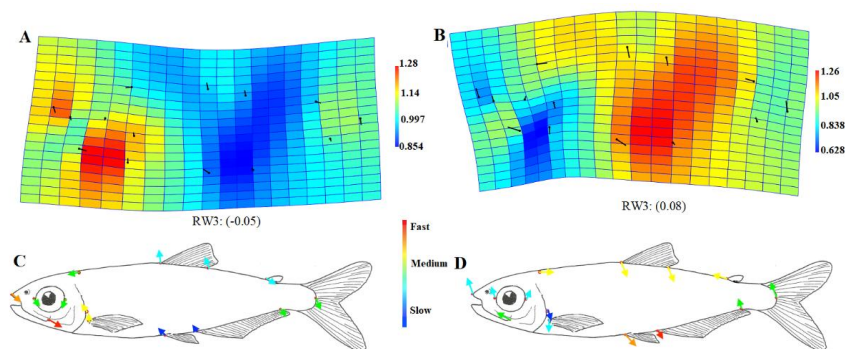 A
1.28
1.14
0.997
0.854
RW3: (-0.05)
B
1.26
1.05
0.838
0.628
RW3: (0.08)
C
Fast
Medium
Slow
D